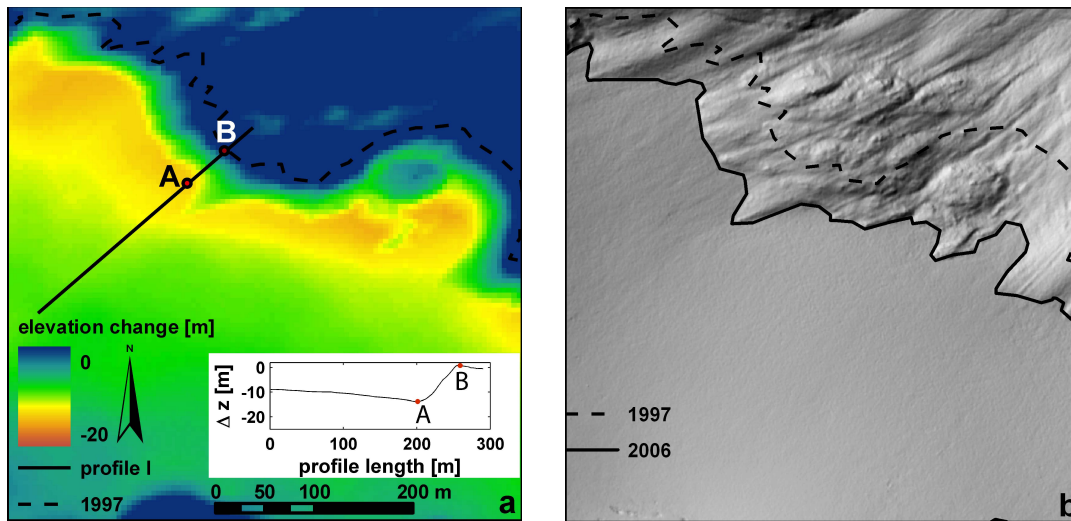 B
A
elevation change [m]
0
-20
N
profile I
1997
Δ z [m]
0
-10
-20
A
B
0 100 200 300
profile length [m]
0 50 100 200 m
a
1997
2006
b